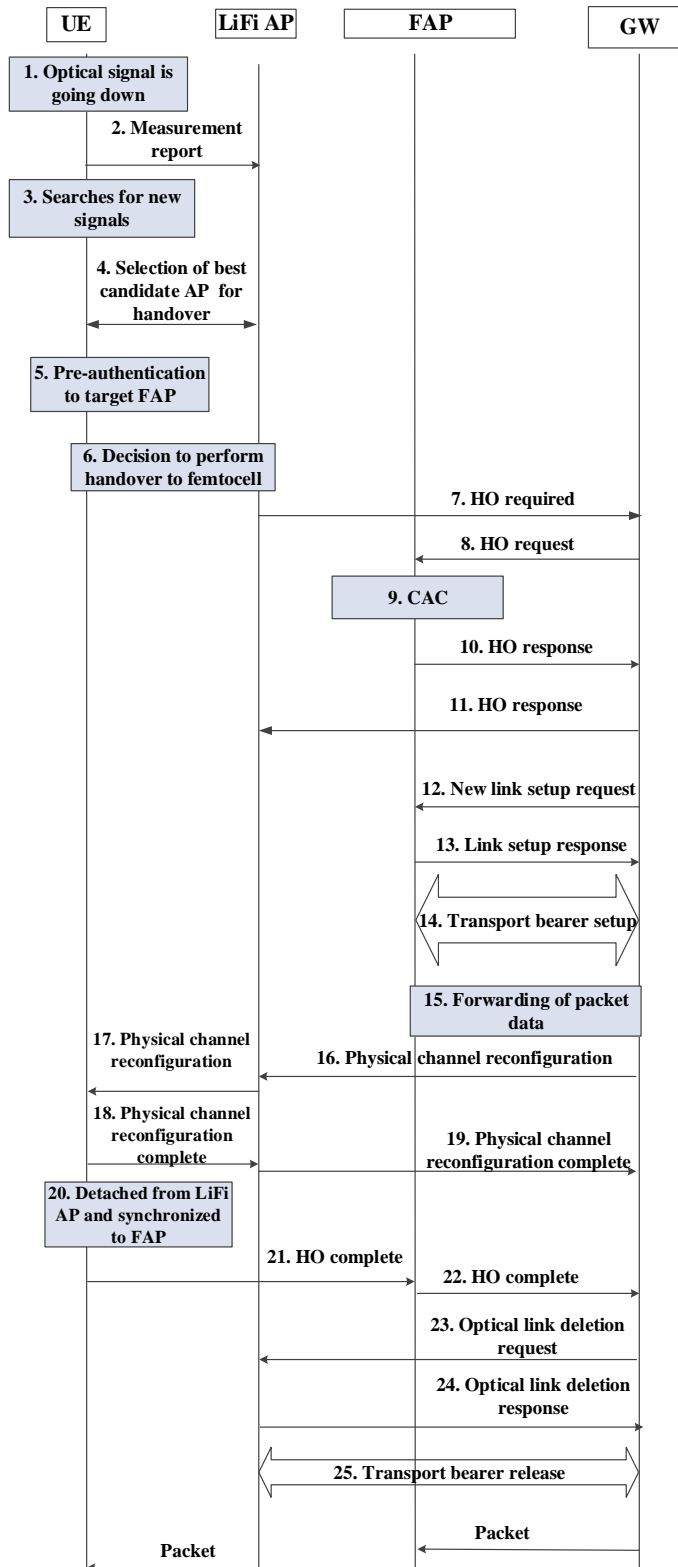 UE
LiFi AP
FAP
GW
1. Optical signal is
going down
2. Measurement
report
3. Searches for new
signals
4. Selection of best
candidate AP for
handover
5. Pre-authentication
to target FAP
6. Decision to perform
handover to femtocell
7. HO required
8. HO request
9. CAC
10. HO response
11. HO response
12. New link setup request
13. Link setup response
14. Transport bearer setup
15. Forwarding of packet
data
16. Physical channel reconfiguration
17. Physical channel
reconfiguration
18. Physical channel
reconfiguration
complete
19. Physical channel
reconfiguration complete
20. Detached from LiFi
AP and synchronized
to FAP
21. HO complete
22. HO complete
23. Optical link deletion
request
24. Optical link deletion
response
25. Transport bearer release
Packet
Packet